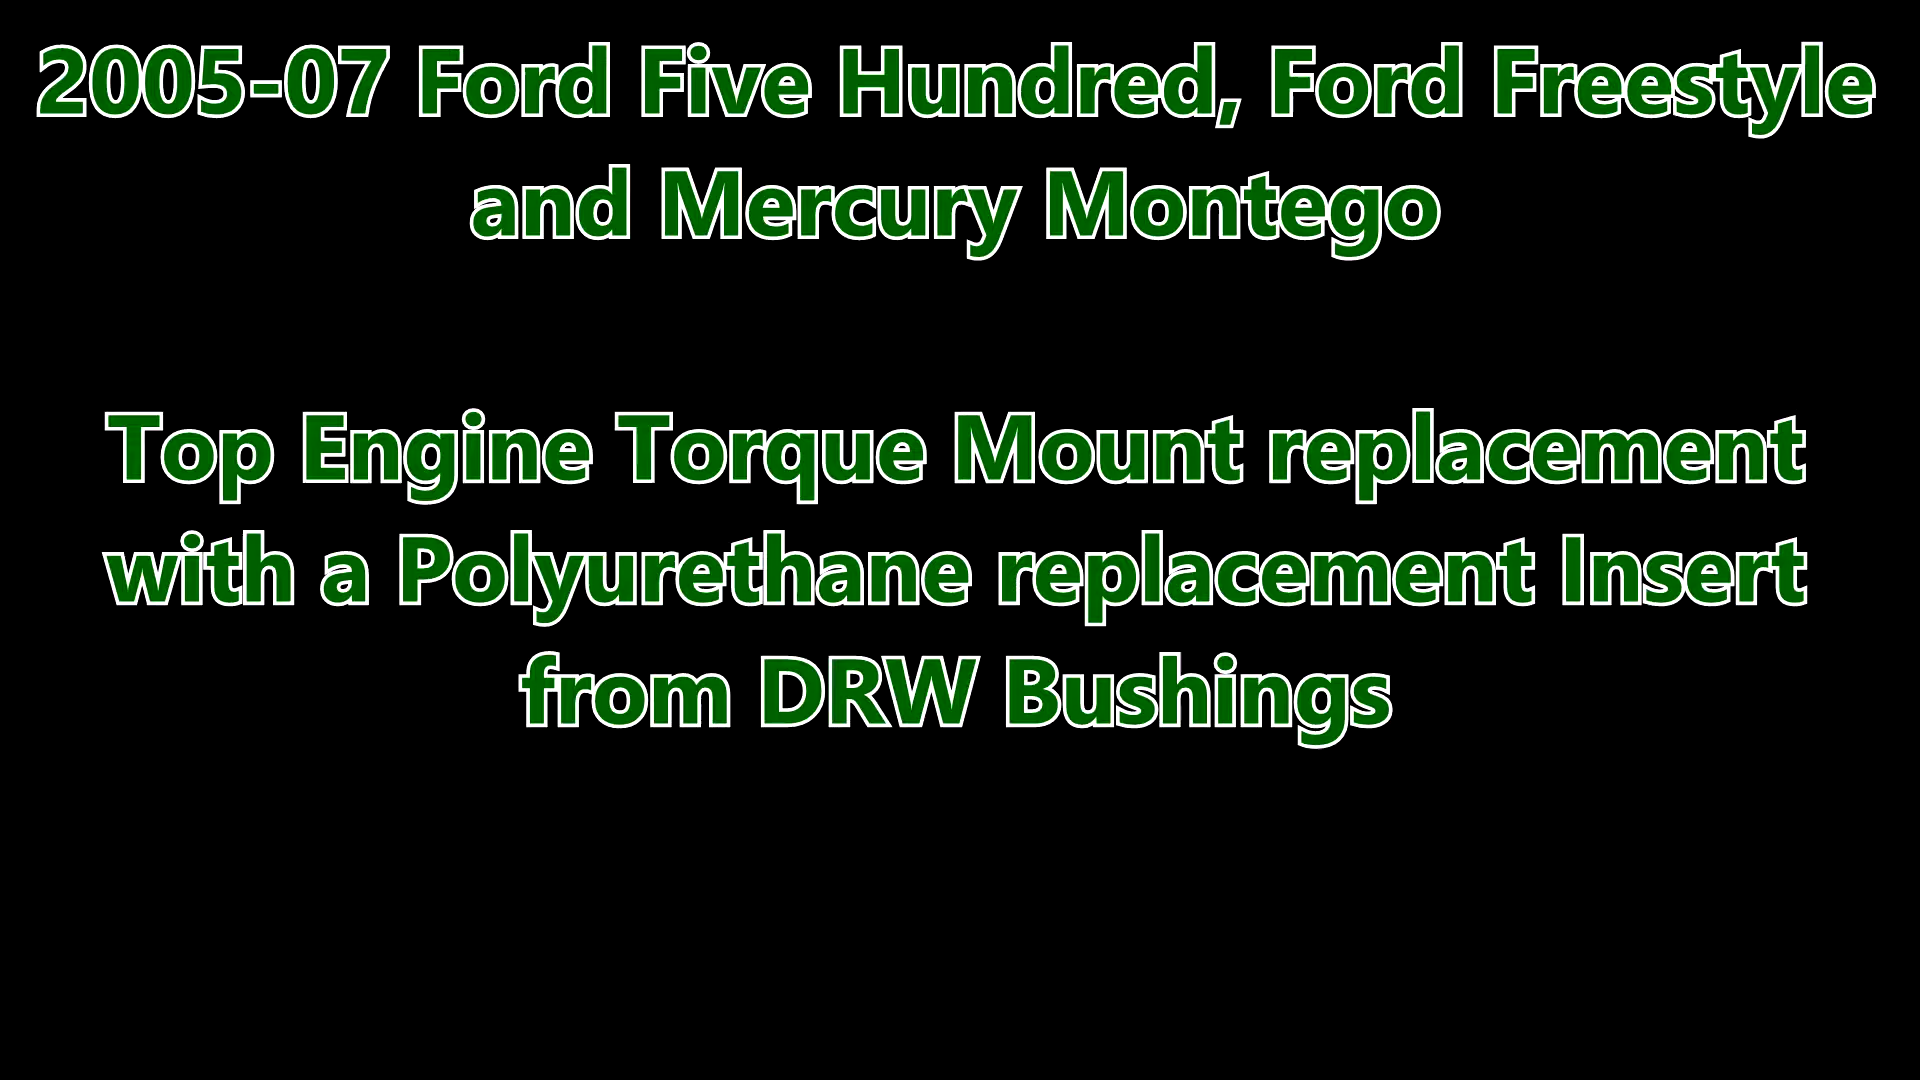 2005-07 Ford Five Hundred, Ford Freestyle
and Mercury Montego
Top Engine Torque Mount replacement
with a Polyurethane replacement Insert
from DRW Bushings